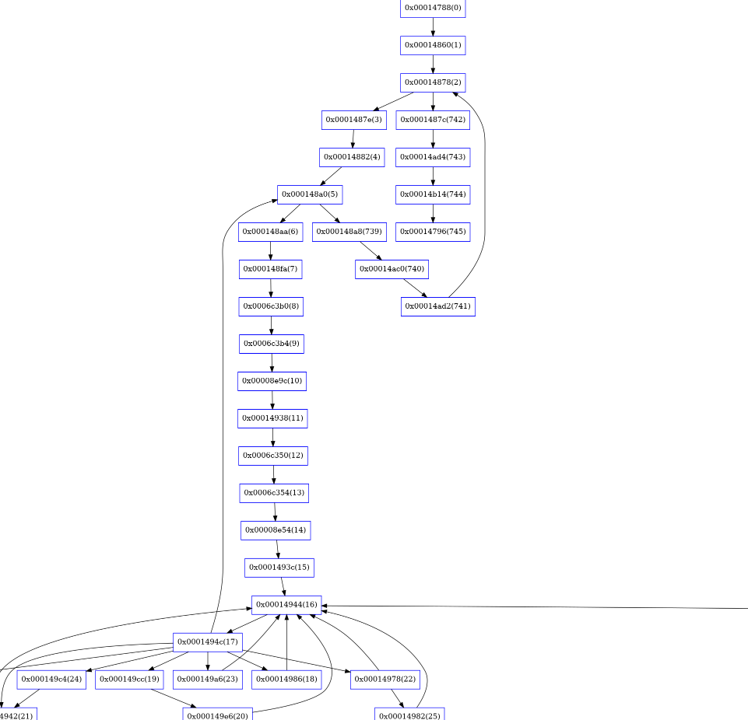 0x00014788(0)
0x00014860(1)
0x00014878(2)
0x0001487e(3)
0x0001487c(742)
0x00014882(4)
0x00014ad4(743)
0x000148a0(5)
0x00014b14(744)
0x000148aa(6)
0x000148a8(739)
0x00014796(745)
0x000148fa(7)
0x00014ac0(740)
0x0006c3b0(8)
0x00014ad2(741)
0x0006c3b4(9)
0x00008e9c(10)
0x00014938(11)
0x0006c350(12)
0x0006c354(13)
0x00008e54(14)
0x0001493c(15)
0x00014944(16)
0x0001494c(17)
0x000149c4(24)
0x000149cc(19)
0x000149a6(23)
0x00014986(18)
0x00014978(22)
4942(21)
0x000149e6(20)
0x00014982(25)